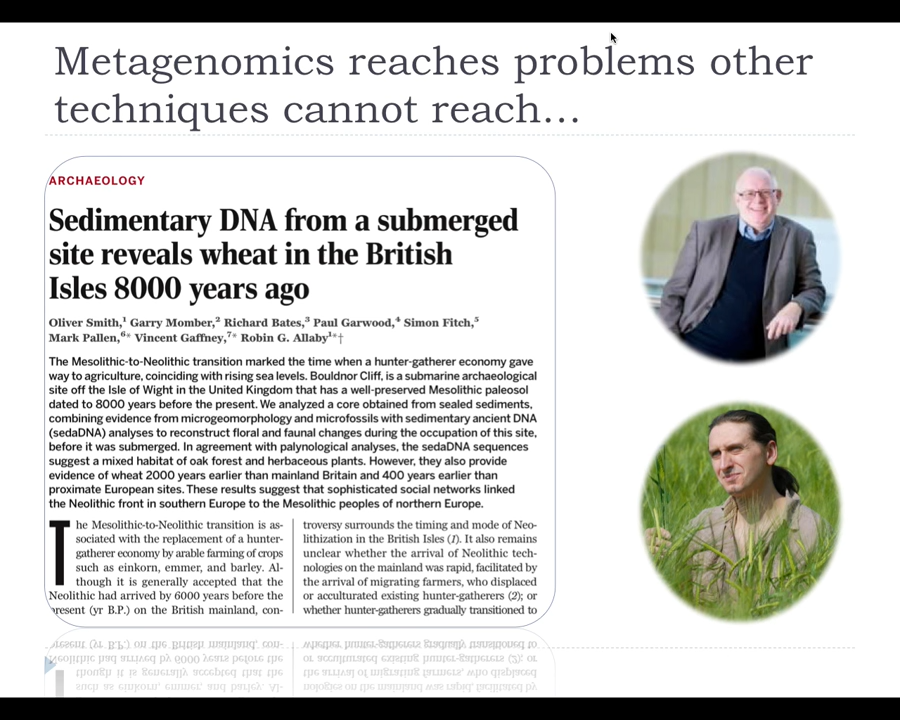 Metagenomics reaches problems other
techniques cannot reach...
ARCHAEOLOGY
Sedimentary DNA from a submerged
site reveals wheat in the British
Isles 8000 years ago
Oliver Smith,¹ Garry Momber,² Richard Bates,³ Paul Garwood,⁴ Simon Fitch,⁵
Mark Pallen,⁶* Vincent Gaffney,⁷* Robin G. Allaby¹*†
The Mesolithic-to-Neolithic transition marked the time when a hunter-gatherer economy gave
way to agriculture, coinciding with rising sea levels. Bouldnor Cliff, is a submarine archaeological
site off the Isle of Wight in the United Kingdom that has a well-preserved Mesolithic paleosol
dated to 8000 years before the present. We analyzed a core obtained from sealed sediments,
combining evidence from microgeomorphology and microfossils with sedimentary ancient DNA
(sedaDNA) analyses to reconstruct floral and faunal changes during the occupation of this site,
before it was submerged. In agreement with palynological analyses, the sedaDNA sequences
suggest a mixed habitat of oak forest and herbaceous plants. However, they also provide
evidence of wheat 2000 years earlier than mainland Britain and 400 years earlier than
proximate European sites. These results suggest that sophisticated social networks linked
the Neolithic front in southern Europe to the Mesolithic peoples of northern Europe.
The Mesolithic-to-Neolithic transition is as-
sociated with the replacement of a hunter-
gatherer economy by arable farming of crops
such as einkorn, emmer, and barley. Al-
though it is generally accepted that the
Neolithic had arrived by 6000 years before the
present (yr B.P.) on the British mainland, con-
troversy surrounds the timing and mode of Neo-
lithization in the British Isles (1). It also remains
unclear whether the arrival of Neolithic tech-
nologies on the mainland was rapid, facilitated by
the arrival of migrating farmers, who displaced
or acculturated existing hunter-gatherers (2); or
whether hunter-gatherers gradually transitioned to